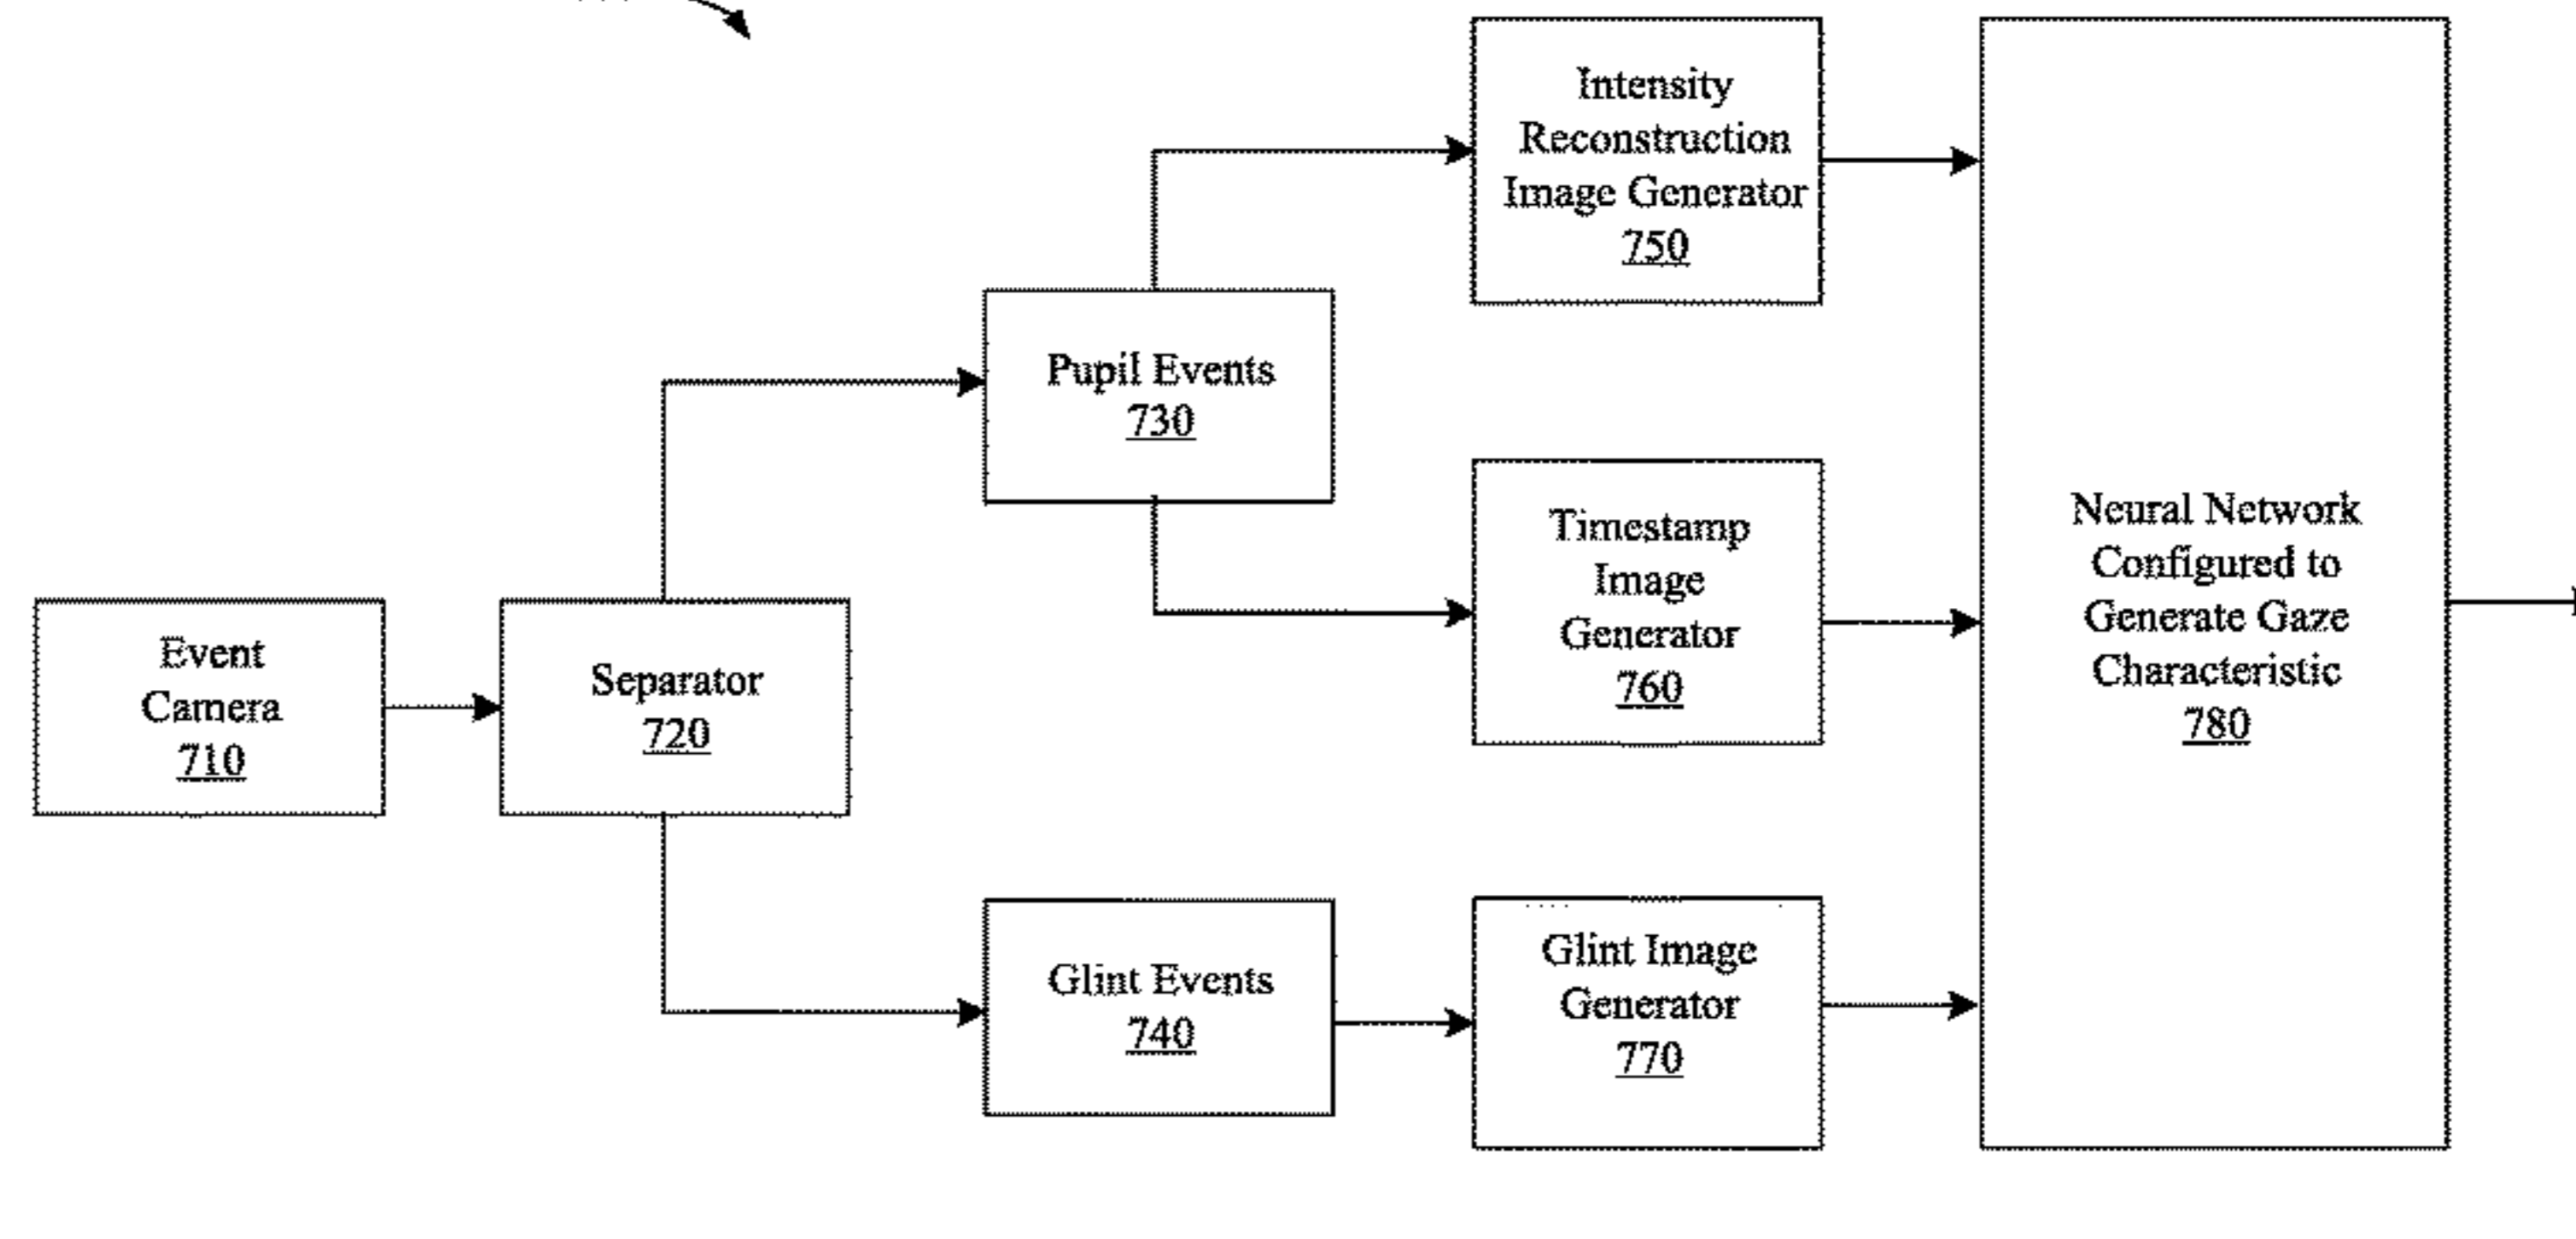 Intensity
Reconstruction
Image Generator
750
Pupil Events
730
Timestamp
Image
Generator
760
Neural Network
Configured to
Generate Gaze
Characteristic
780
Event
Camera
710
Separator
720
Glint Events
740
Glint Image
Generator
770